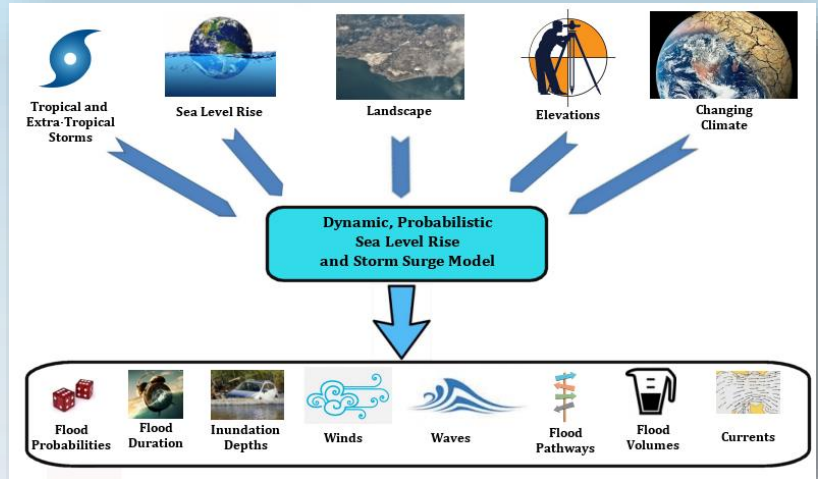 Tropical and
Extra-Tropical
Storms
Sea Level Rise
Landscape
Elevations
Changing
Climate
Dynamic, Probabilistic
Sea Level Rise
and Storm Surge Model
Flood
Probabilities
Flood
Duration
Inundation
Depths
Winds
Waves
Flood
Pathways
Flood
Volumes
Currents